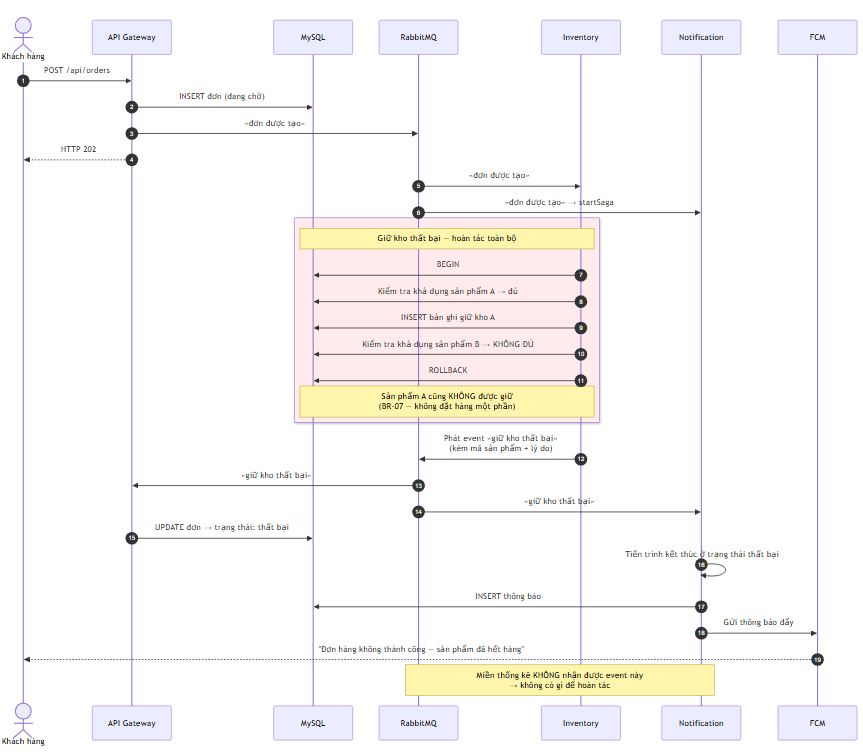 API Gateway
MySQL
RabbitMQ
Inventory
Notification
FCM
Khách hàng
1
POST /api/orders
2
INSERT đơn (đang chờ)
3
«đơn được tạo»
HTTP 202
4
5
«đơn được tạo»
6
«đơn được tạo» → startSaga
Giữ kho thất bại — hoàn tác toàn bộ
BEGIN
7
Kiểm tra khả dụng sản phẩm A → đủ
8
INSERT bản ghi giữ kho A
9
Kiểm tra khả dụng sản phẩm B → KHÔNG ĐỦ
10
ROLLBACK
11
Sản phẩm A cũng KHÔNG được giữ
(BR-07 — không đặt hàng một phần)
Phát event «giữ kho thất bại»
(kèm mã sản phẩm + lý do)
12
«giữ kho thất bại»
13
14
«giữ kho thất bại»
15
UPDATE đơn → trạng thái: thất bại
Tiến trình kết thúc ở trạng thái thất bại
16
INSERT thông báo
17
18
Gửi thông báo đẩy
"Đơn hàng không thành công — sản phẩm đã hết hàng"
19
Miền thống kê KHÔNG nhận được event này
→ không có gì để hoàn tác
Khách hàng
API Gateway
MySQL
RabbitMQ
Inventory
Notification
FCM